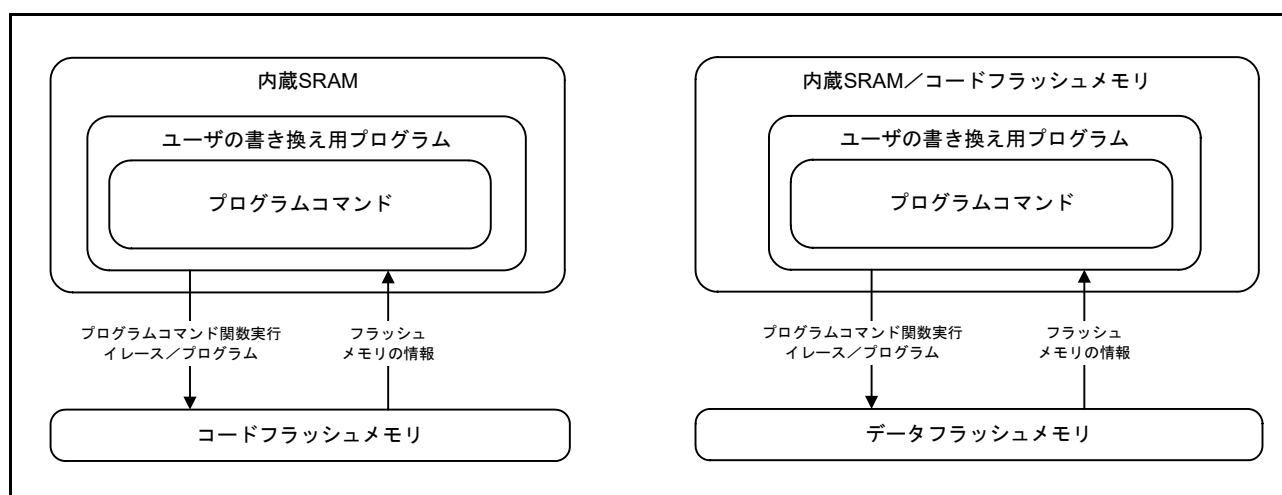 内蔵SRAM
ユーザの書き換え用プログラム
プログラムコマンド
プログラムコマンド関数実行
イレース／プログラム
フラッシュ
メモリの情報
コードフラッシュメモリ
内蔵SRAM／コードフラッシュメモリ
ユーザの書き換え用プログラム
プログラムコマンド
プログラムコマンド関数実行
イレース／プログラム
フラッシュ
メモリの情報
データフラッシュメモリ